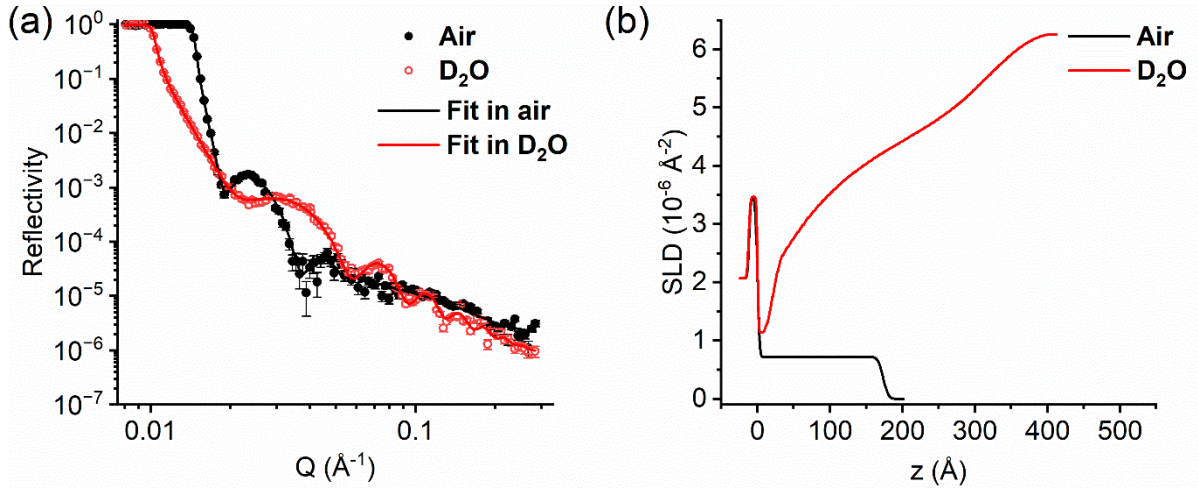 (a)
Air
D₂O
Fit in air
Fit in D₂O
Reflectivity
10⁰
10⁻¹
10⁻²
10⁻³
10⁻⁴
10⁻⁵
10⁻⁶
10⁻⁷
0.01 0.1
Q (Å⁻¹)
(b)
Air
D₂O
SLD (10⁻⁶ Å⁻²)
6
5
4
3
2
1
0
0 100 200 300 400 500
z (Å)